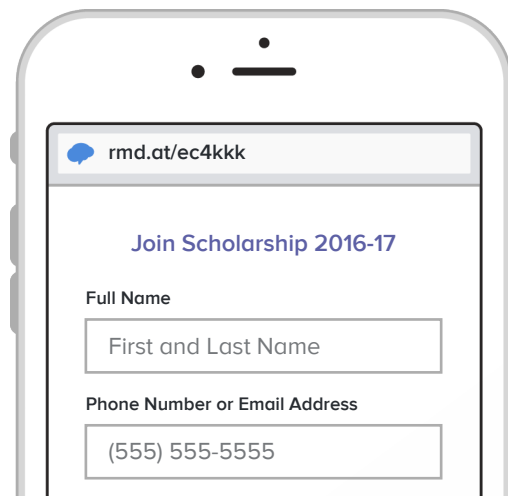 rmd.at/ec4kkk
Join Scholarship 2016-17
Full Name
First and Last Name
Phone Number or Email Address
(555) 555-5555